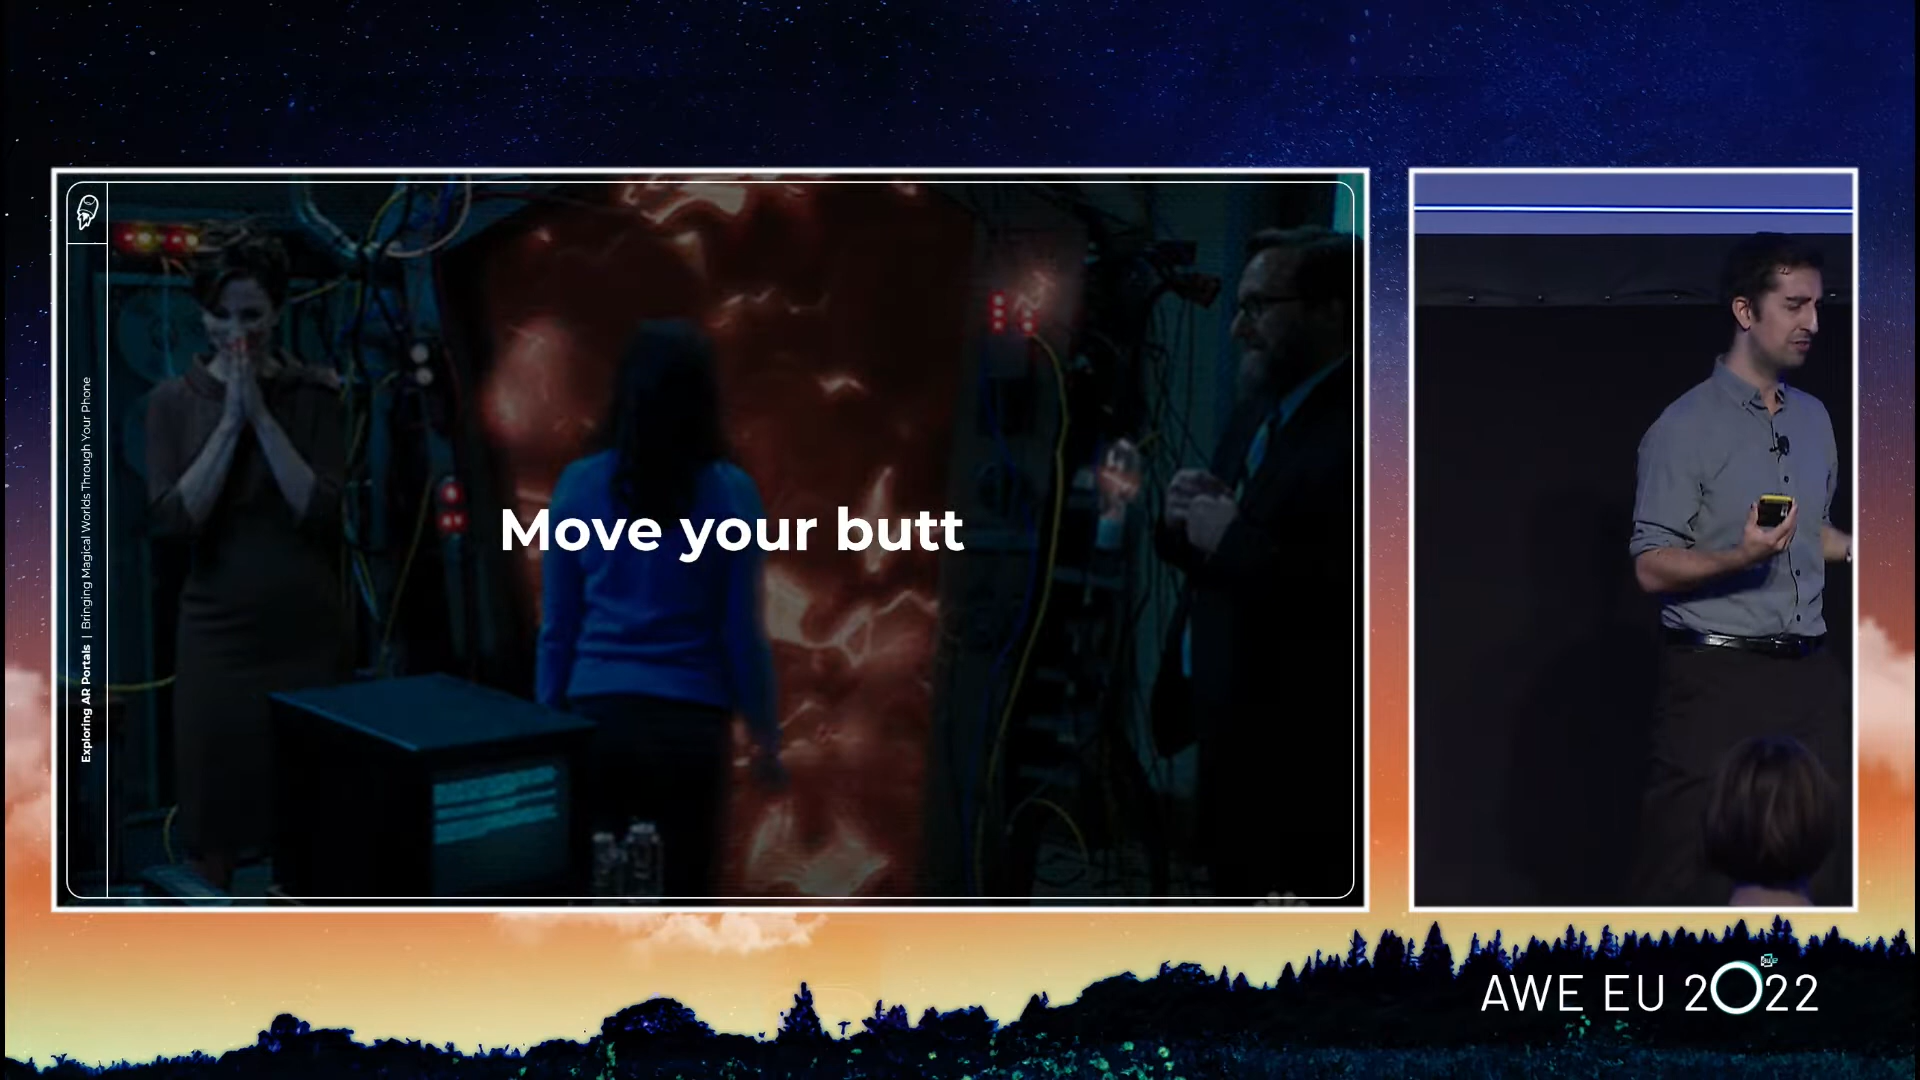 Exploring AR Portals | Bringing Magical Worlds Through Your Phone
Move your butt
AWE EU 2022